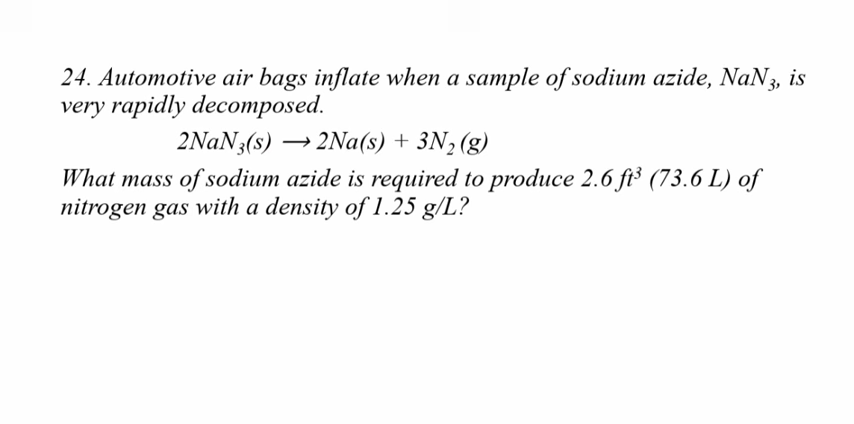 24. Automotive air bags inflate when a sample of sodium azide, NaN₃, is
very rapidly decomposed.
2NaN₃(s) ⟶ 2Na(s) + 3N₂ (g)
What mass of sodium azide is required to produce 2.6 ft³ (73.6 L) of
nitrogen gas with a density of 1.25 g/L?